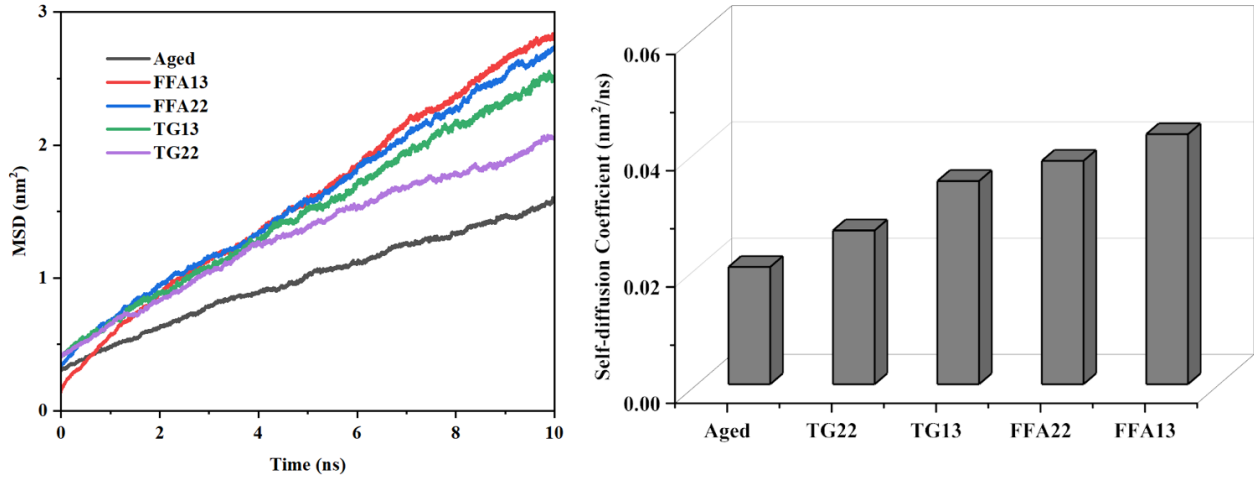 3
2
1
0
MSD (nm²)
Aged
FFA13
FFA22
TG13
TG22
0 2 4 6 8 10
Time (ns)
0.06
0.04
0.02
0.00
Self-diffusion Coefficient (nm²/ns)
Aged TG22 TG13 FFA22 FFA13